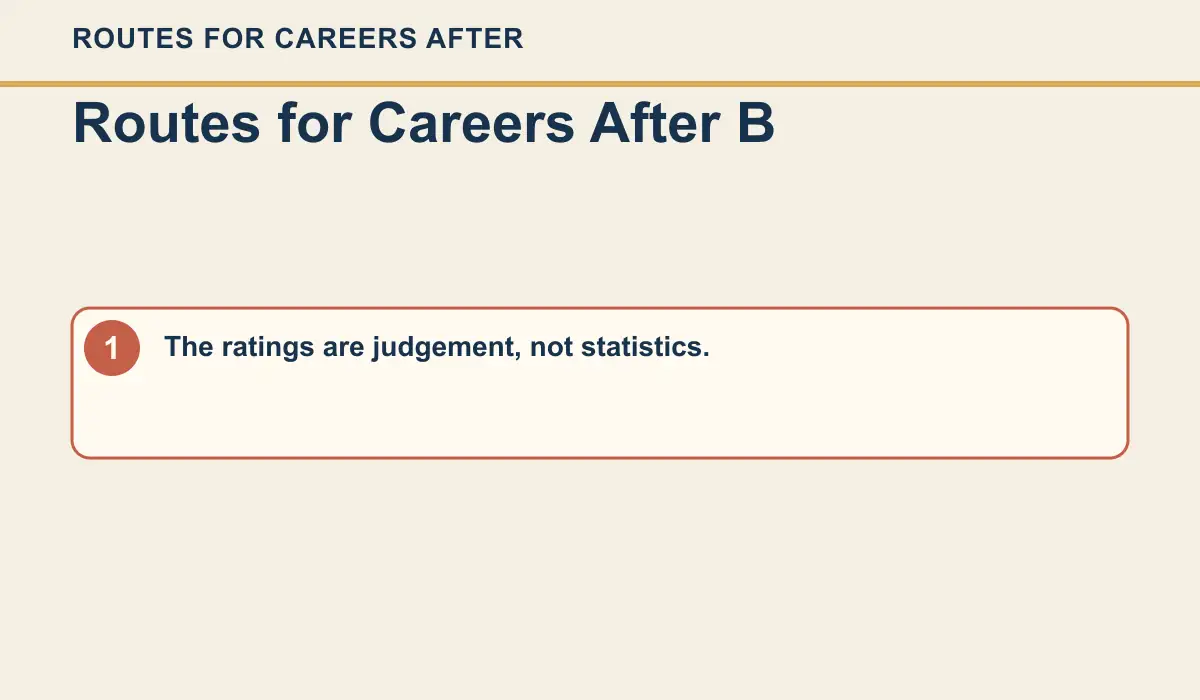 ROUTES FOR CAREERS AFTER
Routes for Careers After B
1 The ratings are judgement, not statistics.